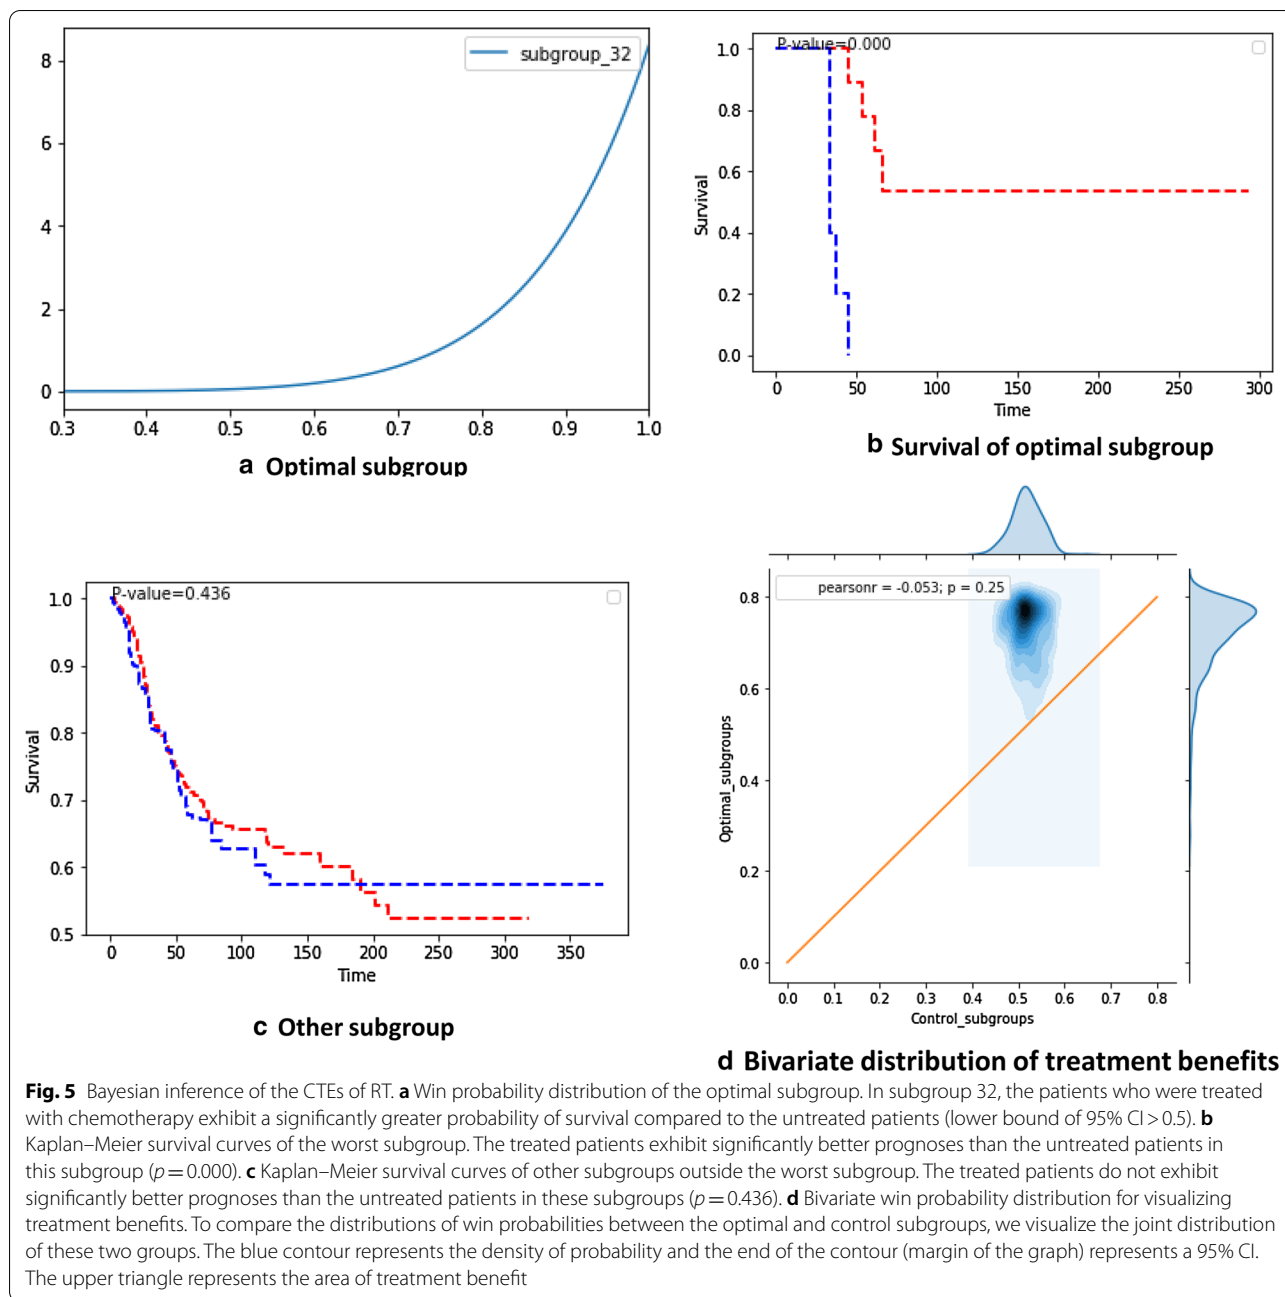 8
6
4
2
0
subgroup_32
0.3 0.4 0.5 0.6 0.7 0.8 0.9 1.0
a Optimal subgroup
P-value=0.000
1.0
0.8
0.6
0.4
0.2
0.0
Survival
0 50 100 150 200 250 300
Time
b Survival of optimal subgroup
P-value=0.436
1.0
0.9
0.8
0.7
0.6
0.5
Survival
0 50 100 150 200 250 300 350
Time
c Other subgroup
pearsonr = -0.053; p = 0.25
0.8
0.6
0.4
0.2
0.0
Optimal_subgroups
0.0 0.1 0.2 0.3 0.4 0.5 0.6 0.7 0.8
Control_subgroups
d Bivariate distribution of treatment benefits
Fig. 5 Bayesian inference of the CTEs of RT. a Win probability distribution of the optimal subgroup. In subgroup 32, the patients who were treated
with chemotherapy exhibit a significantly greater probability of survival compared to the untreated patients (lower bound of 95% CI > 0.5). b
Kaplan–Meier survival curves of the worst subgroup. The treated patients exhibit significantly better prognoses than the untreated patients in
this subgroup (p = 0.000). c Kaplan–Meier survival curves of other subgroups outside the worst subgroup. The treated patients do not exhibit
significantly better prognoses than the untreated patients in these subgroups (p = 0.436). d Bivariate win probability distribution for visualizing
treatment benefits. To compare the distributions of win probabilities between the optimal and control subgroups, we visualize the joint distribution
of these two groups. The blue contour represents the density of probability and the end of the contour (margin of the graph) represents a 95% CI.
The upper triangle represents the area of treatment benefit